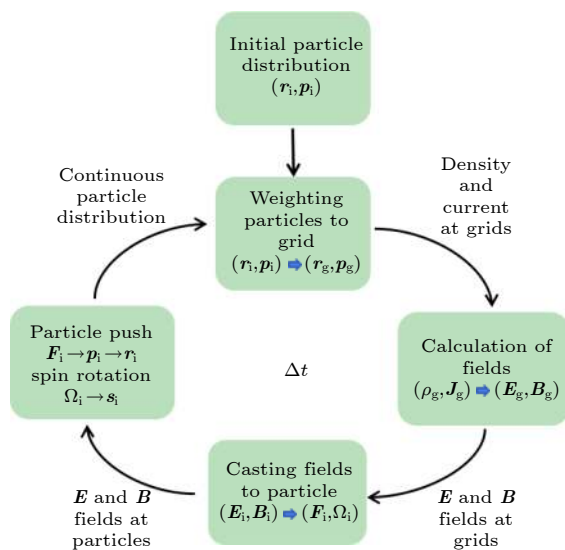 Initial particle
distribution
(r_i,p_i)
Continuous
particle
distribution
Density
and
current
at grids
Weighting
particles to
grid
(r_i,p_i) ➡ (r_g,p_g)
Particle push
F_i→p_i→r_i
spin rotation
Ω_i→s_i
Δt
Calculation of
fields
(ρ_g,J_g) ➡ (E_g,B_g)
Casting fields
to particle
(E_i,B_i) ➡ (F_i,Ω_i)
E and B
fields at
particles
E and B
fields at
grids